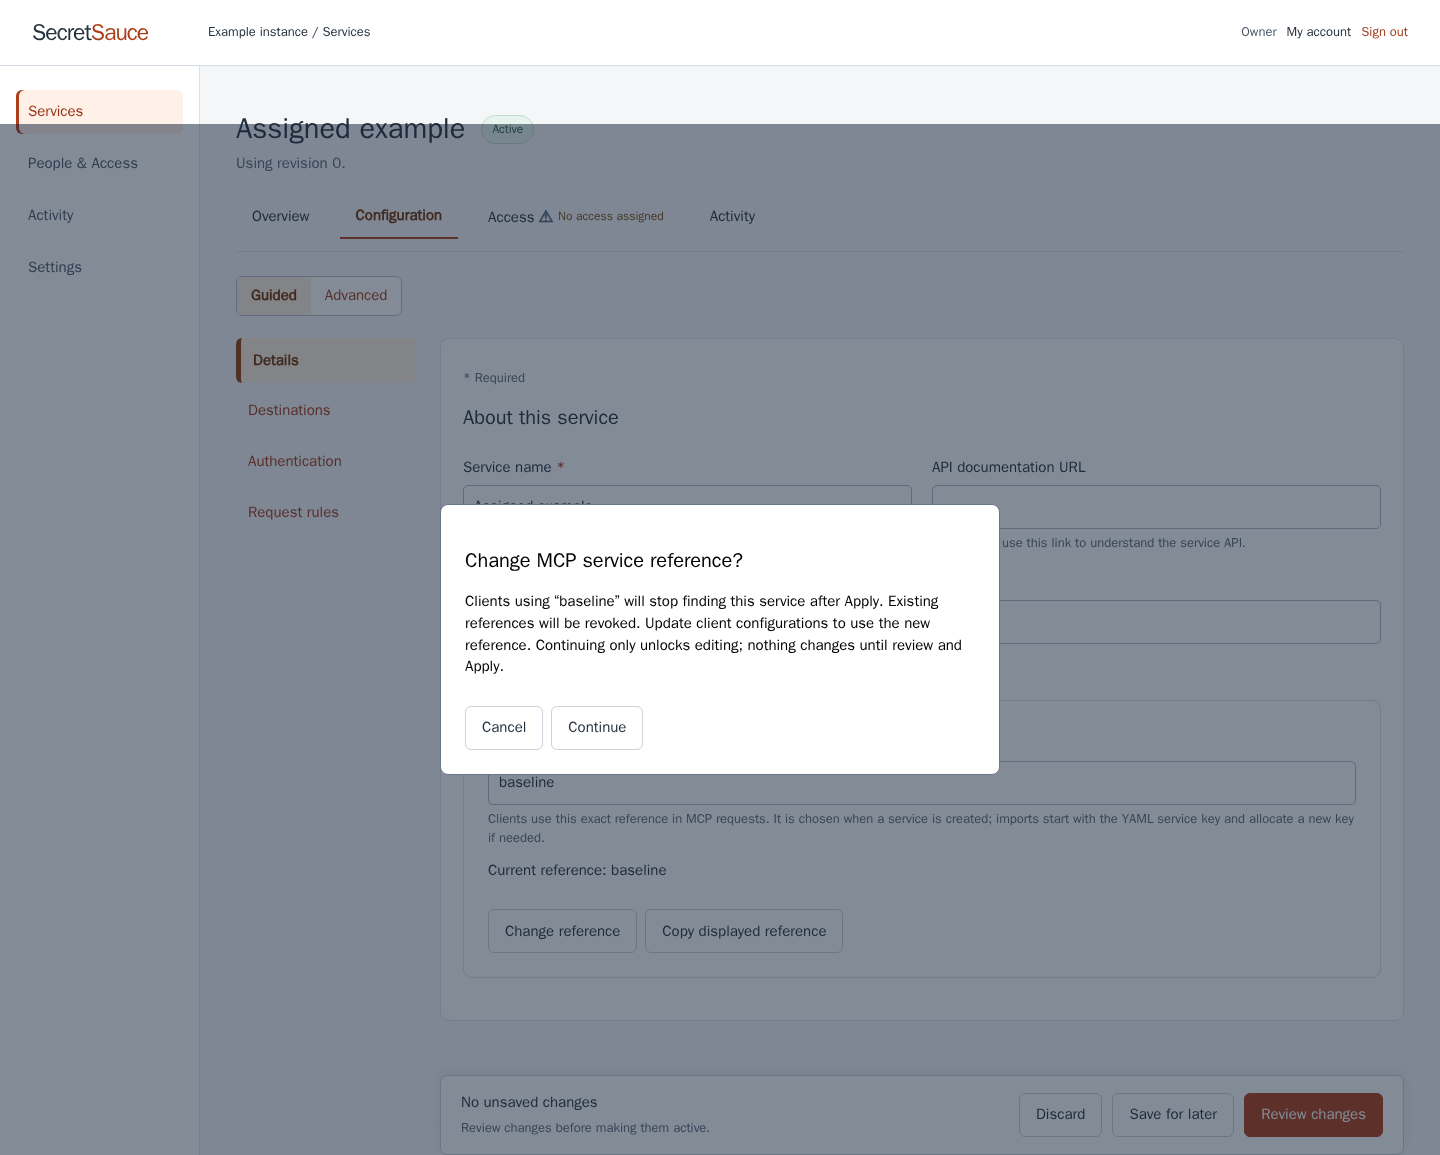 SecretSauce
Example instance / Services
Owner My account Sign out
Services
People & Access
Activity
Settings
Assigned example Active
Using revision 0.
Overview Configuration Access ⚠ No access assigned Activity
Guided Advanced
Details
Destinations
Authentication
Request rules
* Required
About this service
Service name * API documentation URL
Assigned example
use this link to understand the service API.
Change MCP service reference?
Clients using “baseline” will stop finding this service after Apply. Existing
references will be revoked. Update client configurations to use the new
reference. Continuing only unlocks editing; nothing changes until review and
Apply.
Cancel Continue
baseline
Clients use this exact reference in MCP requests. It is chosen when a service is created; imports start with the YAML service key and allocate a new key
if needed.
Current reference: baseline
Change reference Copy displayed reference
No unsaved changes
Review changes before making them active.
Discard Save for later Review changes